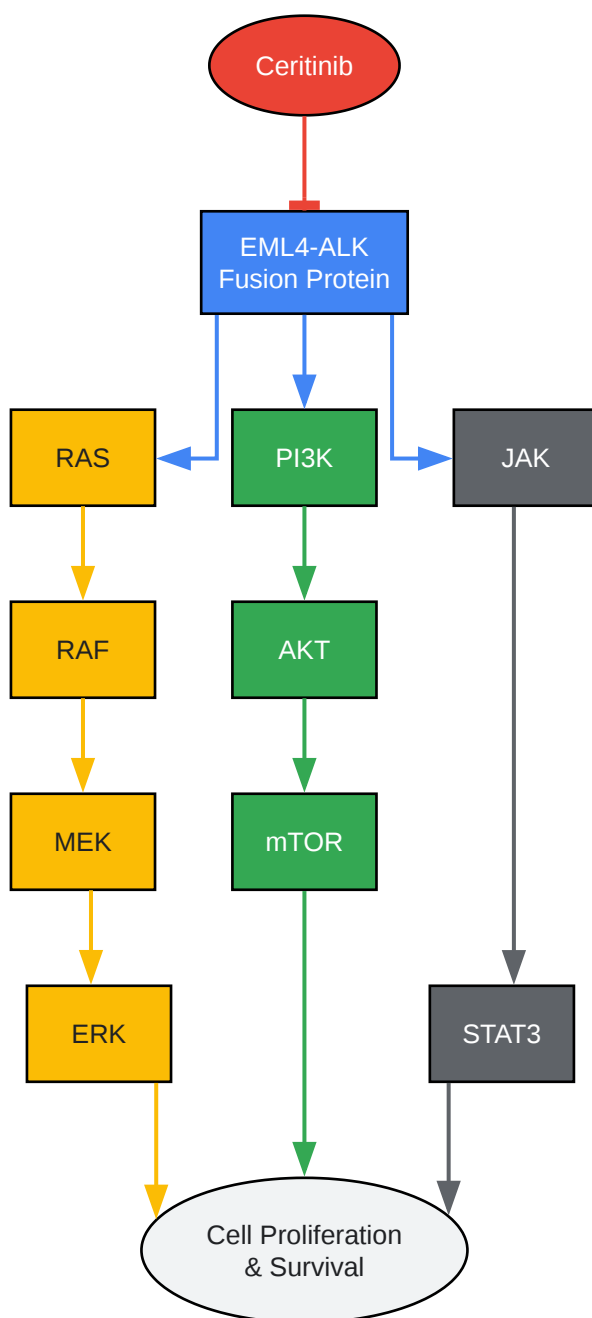 Ceritinib
EML4-ALK
Fusion Protein
RAS
PI3K
JAK
RAF
AKT
MEK
mTOR
ERK
STAT3
Cell Proliferation
& Survival